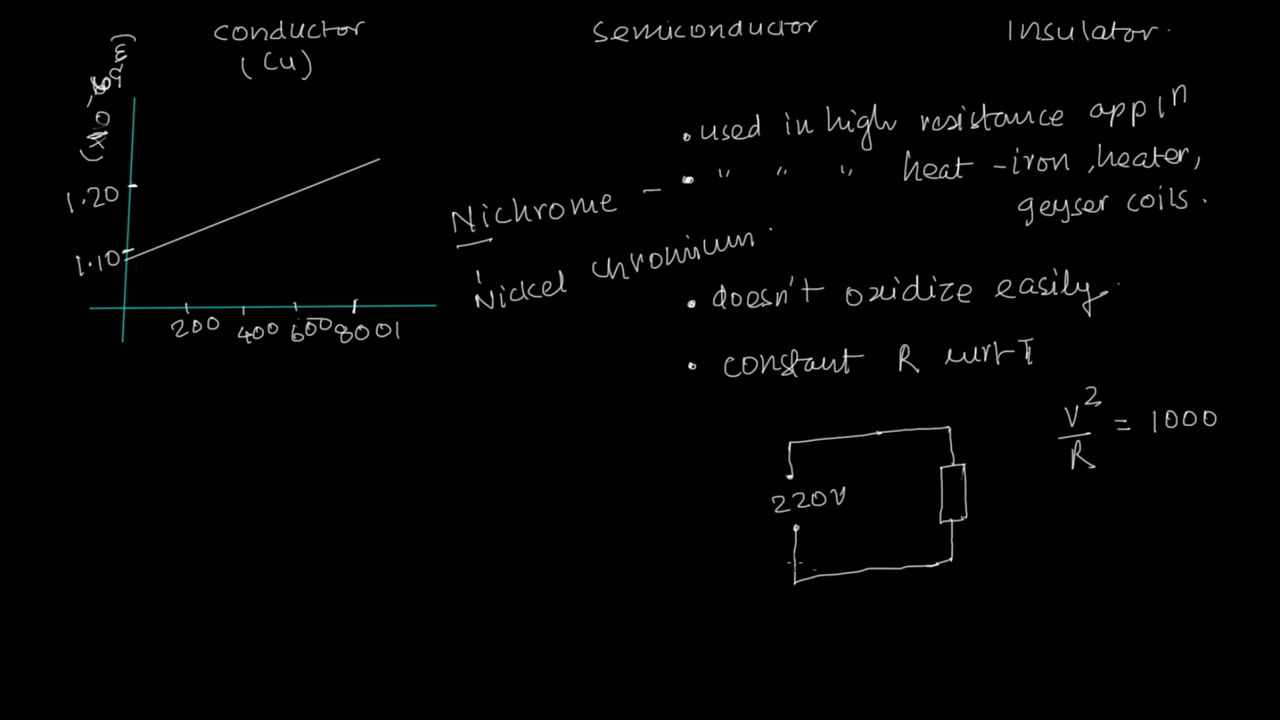 conductor
(Cu)
semiconductor
Insulator.
1.20
1.10
200 400 600 800
• used in high resistance appln
• " " " heat - iron, heater,
geyser coils.
Nichrome -
Nickel chromium.
• doesn't oxidize easily.
• constant R wrt T
V²/R = 1000
220V